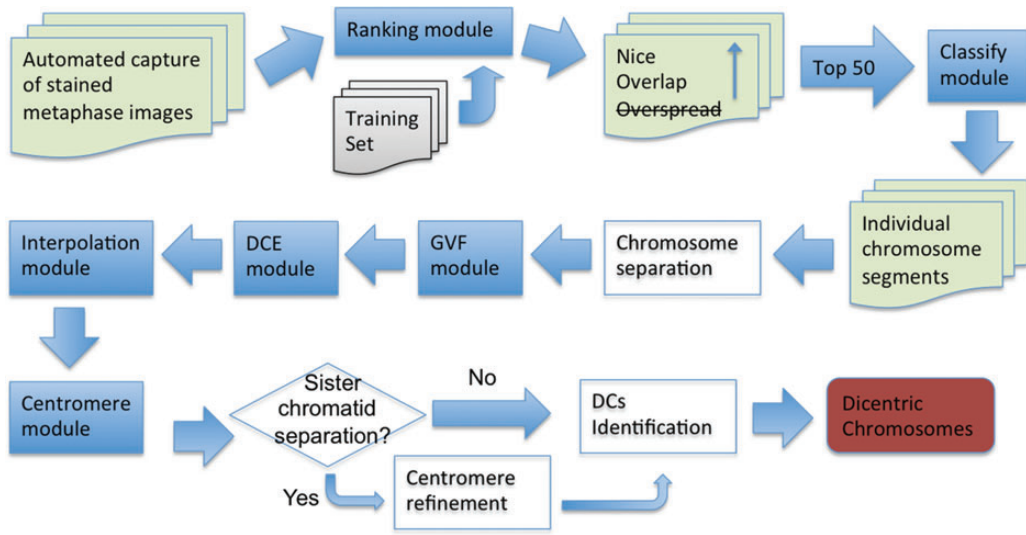 Automated capture
of stained
metaphase images
Ranking module
Training
Set
Nice
Overlap
Overspread
Top 50
Classify
module
Individual
chromosome
segments
Chromosome
separation
GVF
module
DCE
module
Interpolation
module
Centromere
module
Sister
chromatid
separation?
No
Yes
Centromere
refinement
DCs
Identification
Dicentric
Chromosomes